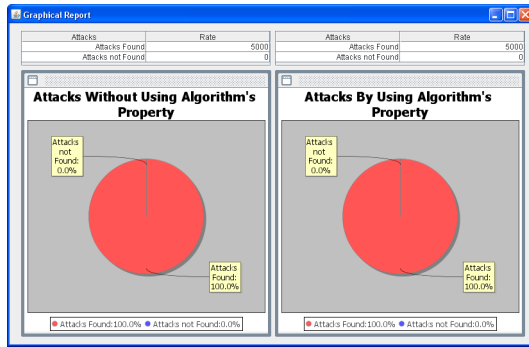 Graphical Report
Attacks Rate
Attacks Found 5000
Attacks not Found 0
Attacks Rate
Attacks Found 5000
Attacks not Found 0
Attacks Without Using Algorithm's
Property
Attacks
not
Found:
0.0%
Attacks
Found:
100.0%
Attacks Found:100.0% Attacks not Found:0.0%
Attacks By Using Algorithm's
Property
Attacks
not
Found:
0.0%
Attacks
Found:
100.0%
Attacks Found:100.0% Attacks not Found:0.0%